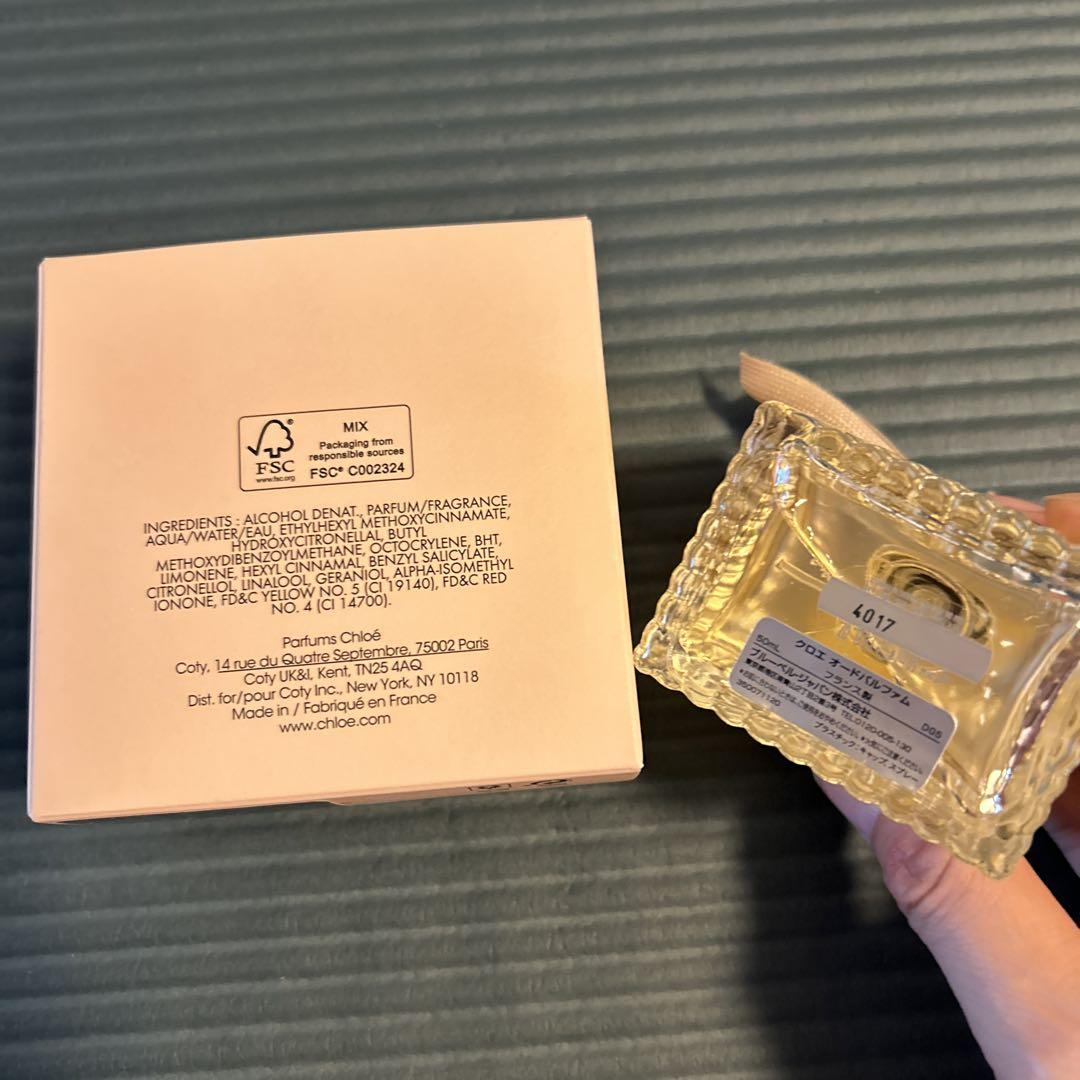 MIX
Packaging from
responsible sources
FSC® C002324
FSC
www.fsc.org
INGREDIENTS : ALCOHOL DENAT., PARFUM/FRAGRANCE,
AQUA/WATER/EAU, ETHYLHEXYL METHOXYCINNAMATE,
HYDROXYCITRONELLAL, BUTYL
METHOXYDIBENZOYLMETHANE, OCTOCRYLENE, BHT,
LIMONENE, HEXYL CINNAMAL, BENZYL SALICYLATE,
CITRONELLOL, LINALOOL, GERANIOL, ALPHA-ISOMETHYL
IONONE, FD&C YELLOW NO. 5 (CI 19140), FD&C RED
NO. 4 (CI 14700).
Parfums Chloé
Coty, 14 rue du Quatre Septembre, 75002 Paris
Coty UK&I, Kent, TN25 4AQ
Dist. for/pour Coty Inc., New York, NY 10118
Made in / Fabriqué en France
www.chloe.com
4017
クロエ オードパルファム
50mL フランス製 D05
ブルーベル・ジャパン株式会社
TEL:0120-005-130
350071120
プラスチック:キャップ、スプレー